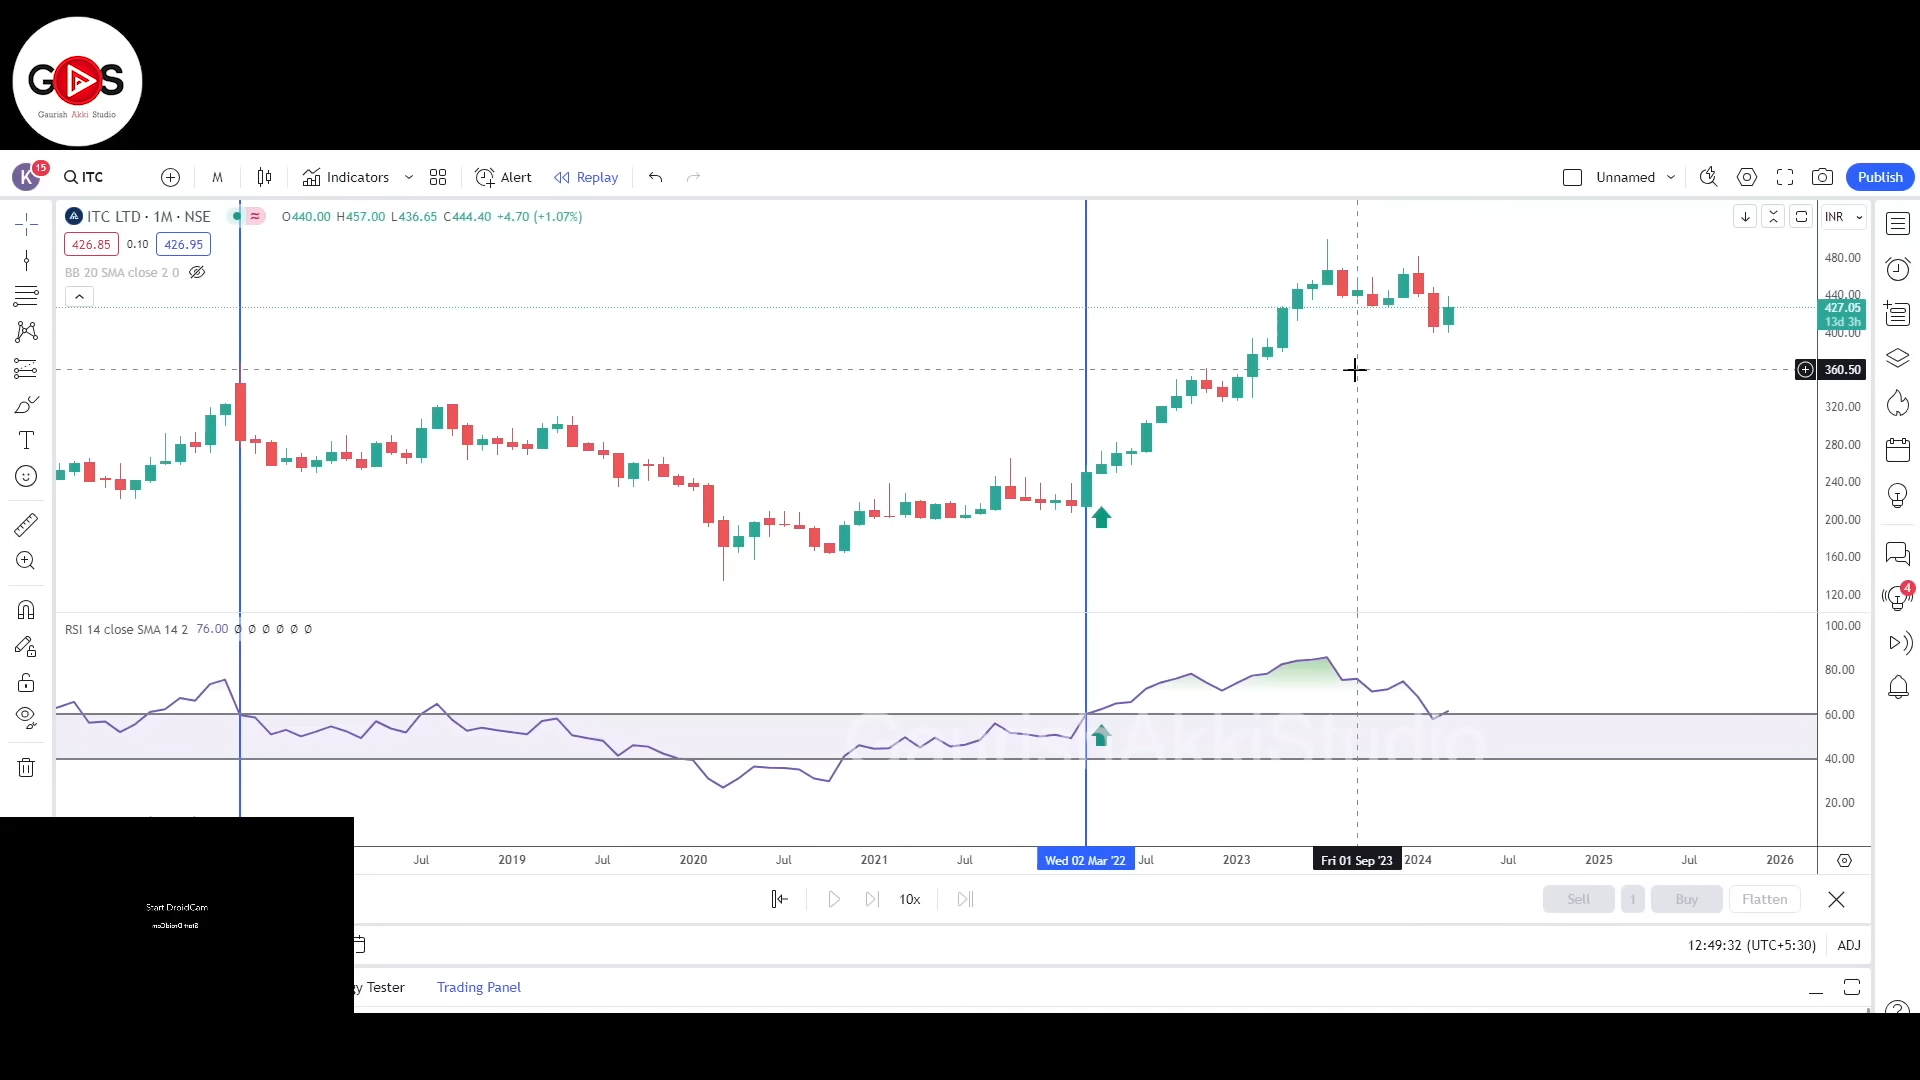 G S
Gaurish Akki Studio
K 15 ITC M Indicators Alert Replay Unnamed Publish
ITC LTD · 1M · NSE O440.00 H457.00 L436.65 C444.40 +4.70 (+1.07%) INR
426.85 0.10 426.95
BB 20 SMA close 2 0
480.00
440.00
427.05
13d 3h
400.00
360.50
320.00
280.00
240.00
200.00
160.00
120.00
RSI 14 close SMA 14 2 76.00 Ø Ø Ø Ø Ø Ø
100.00
80.00
60.00
GaurishAkkiStudio
40.00
20.00
4
Jul 2019 Jul 2020 Jul 2021 Jul Wed 02 Mar '22 Jul 2023 Fri 01 Sep '23 2024 Jul 2025 Jul 2026
10x Sell 1 Buy Flatten
Start DroidCam
Start DroidCam
12:49:32 (UTC+5:30) ADJ
gy Tester Trading Panel